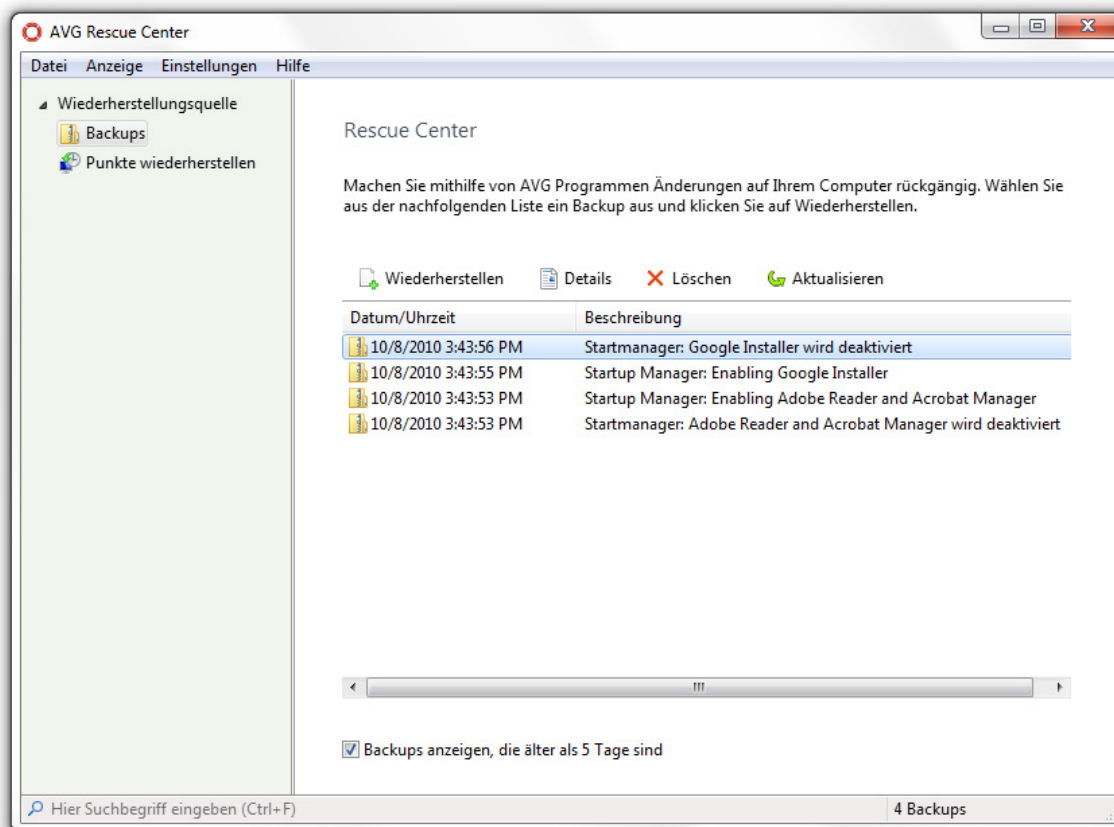 AVG Rescue Center
Datei Anzeige Einstellungen Hilfe
Wiederherstellungsquelle
Backups
Punkte wiederherstellen
Rescue Center
Machen Sie mithilfe von AVG Programmen Änderungen auf Ihrem Computer rückgängig. Wählen Sie
aus der nachfolgenden Liste ein Backup aus und klicken Sie auf Wiederherstellen.
Wiederherstellen Details Löschen Aktualisieren
Datum/Uhrzeit Beschreibung
10/8/2010 3:43:56 PM Startmanager: Google Installer wird deaktiviert
10/8/2010 3:43:55 PM Startup Manager: Enabling Google Installer
10/8/2010 3:43:53 PM Startup Manager: Enabling Adobe Reader and Acrobat Manager
10/8/2010 3:43:53 PM Startmanager: Adobe Reader and Acrobat Manager wird deaktiviert
Backups anzeigen, die älter als 5 Tage sind
Hier Suchbegriff eingeben (Ctrl+F) 4 Backups